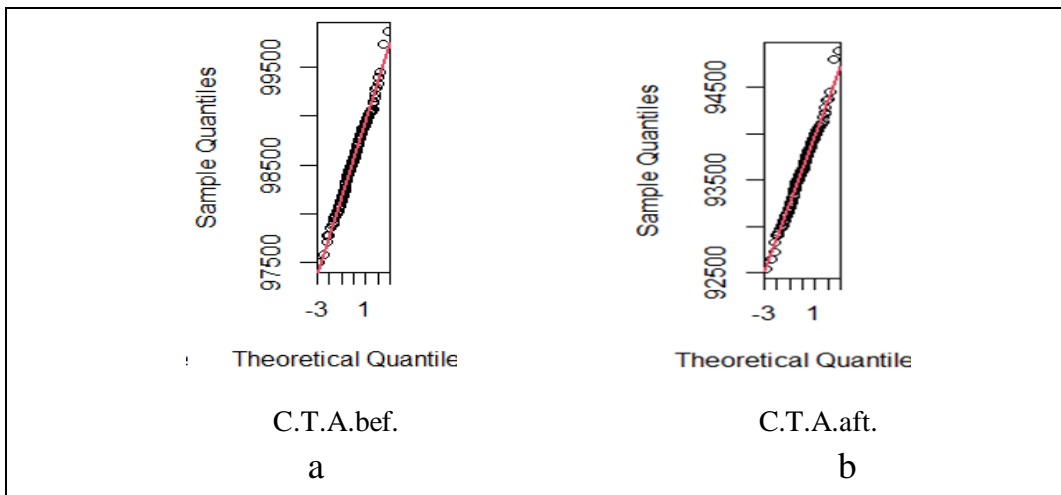 Sample Quantiles
99500
98500
97500
-3 1
Theoretical Quantile
C.T.A.bef.
a
Sample Quantiles
94500
93500
92500
-3 1
Theoretical Quantile
C.T.A.aft.
b